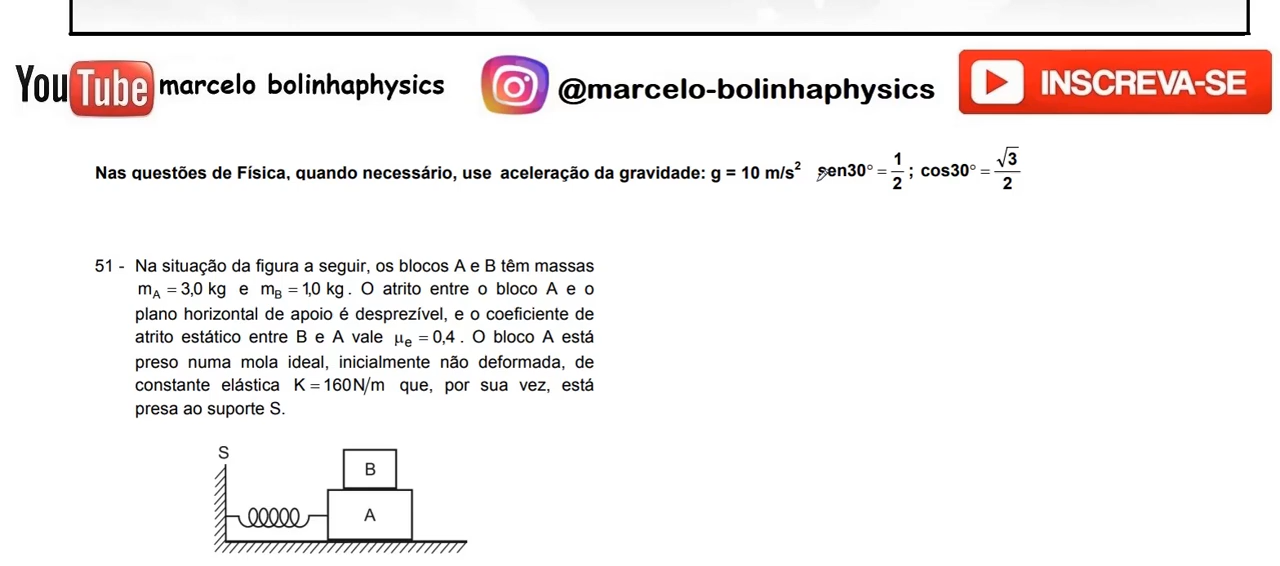 YouTube marcelo bolinhaphysics @marcelo-bolinhaphysics INSCREVA-SE
Nas questões de Física, quando necessário, use aceleração da gravidade: g = 10 m/s² sen30° = 1/2 ; cos30° = √3/2
51 - Na situação da figura a seguir, os blocos A e B têm massas
m_A = 3,0 kg e m_B = 1,0 kg . O atrito entre o bloco A e o
plano horizontal de apoio é desprezível, e o coeficiente de
atrito estático entre B e A vale μ_e = 0,4 . O bloco A está
preso numa mola ideal, inicialmente não deformada, de
constante elástica K = 160 N/m que, por sua vez, está
presa ao suporte S.
S
B
A